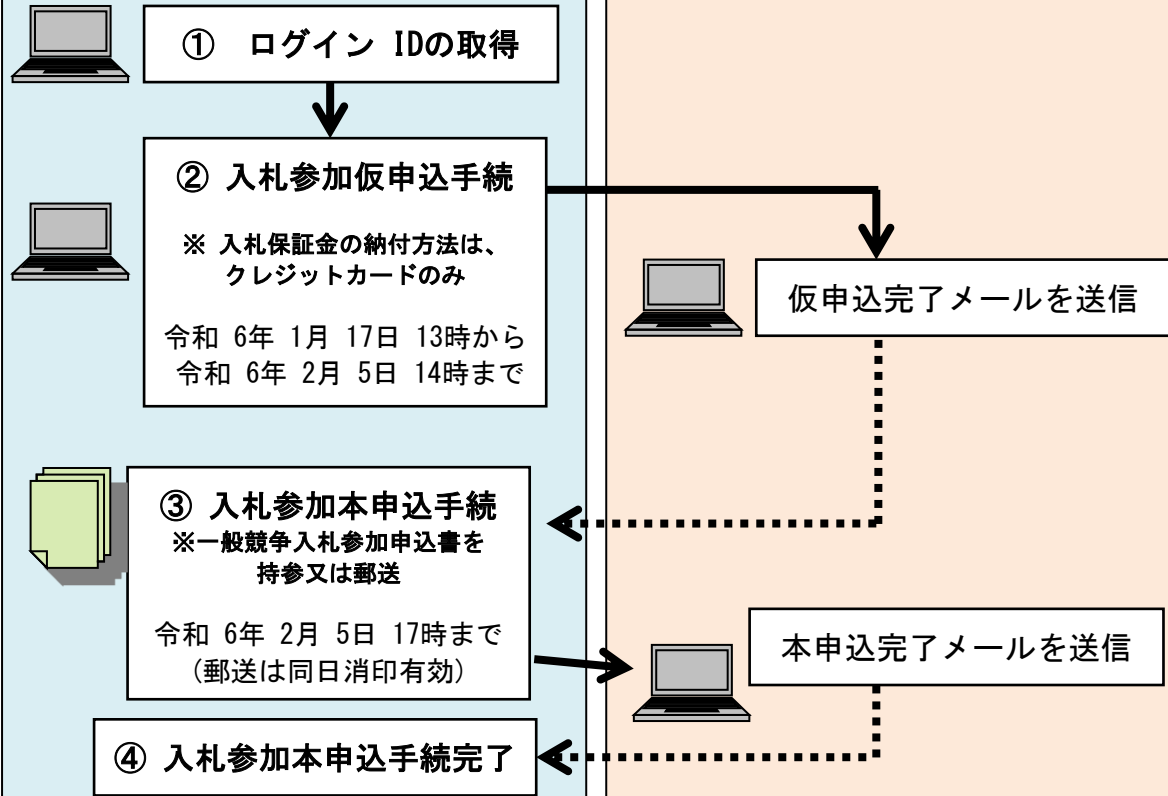 ① ログイン IDの取得
② 入札参加仮申込手続
※ 入札保証金の納付方法は、
クレジットカードのみ
令和 6年 1月 17日 13時から
令和 6年 2月 5日 14時まで
仮申込完了メールを送信
③ 入札参加本申込手続
※一般競争入札参加申込書を
持参又は郵送
令和 6年 2月 5日 17時まで
(郵送は同日消印有効)
本申込完了メールを送信
④ 入札参加本申込手続完了